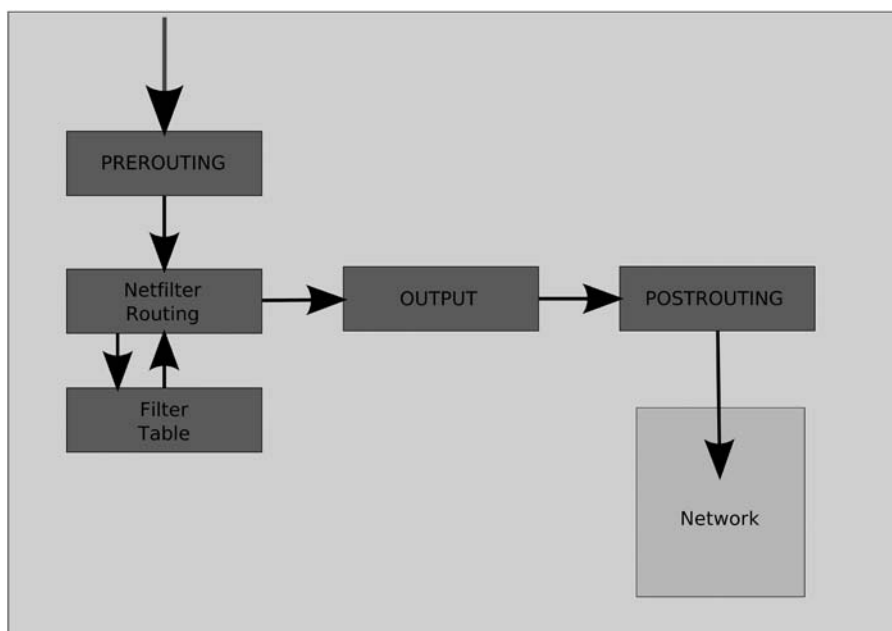 PREROUTING
Netfilter
Routing
OUTPUT
POSTROUTING
Filter
Table
Network